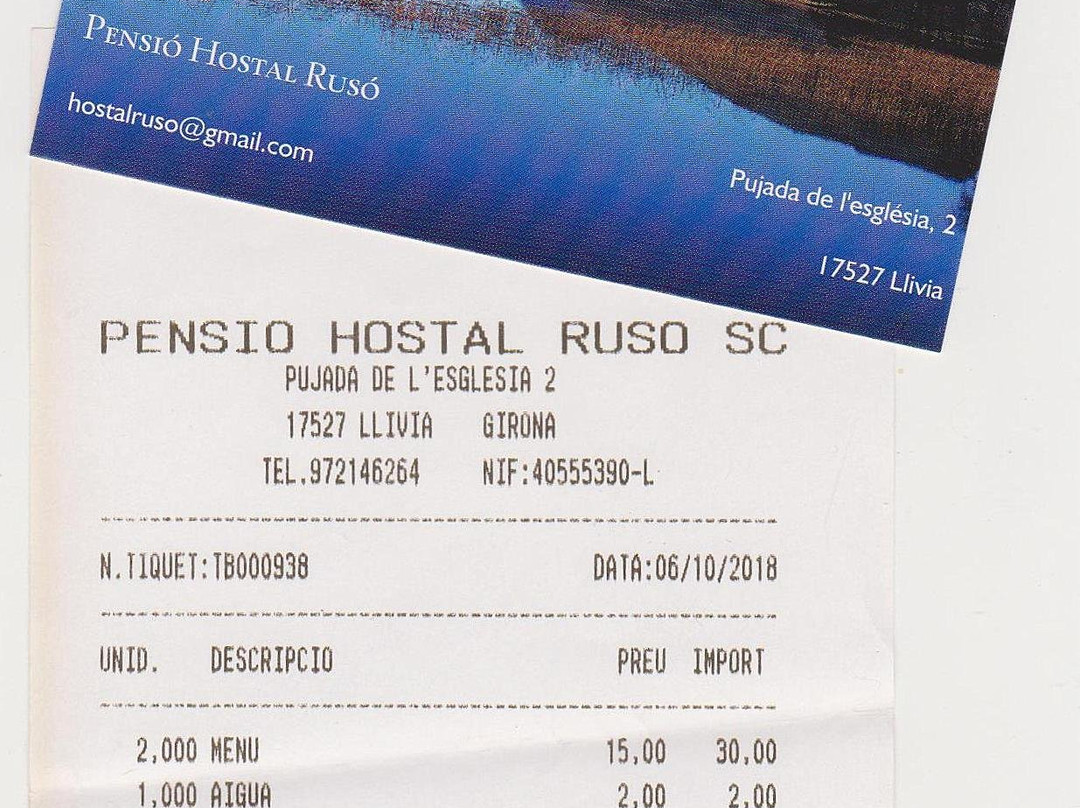 PENSIÓ HOSTAL RUSÓ
hostalruso@gmail.com
Pujada de l'església, 2
17527 Llivia
PENSIO HOSTAL RUSO SC
PUJADA DE L'ESGLESIA 2
17527 LLIVIA GIRONA
TEL.972146264 NIF:40555390-L
N.TIQUET:TB000938 DATA:06/10/2018
UNID. DESCRIPCIO PREU IMPORT
2,000 MENU 15,00 30,00
1,000 AIGUA 2,00 2,00